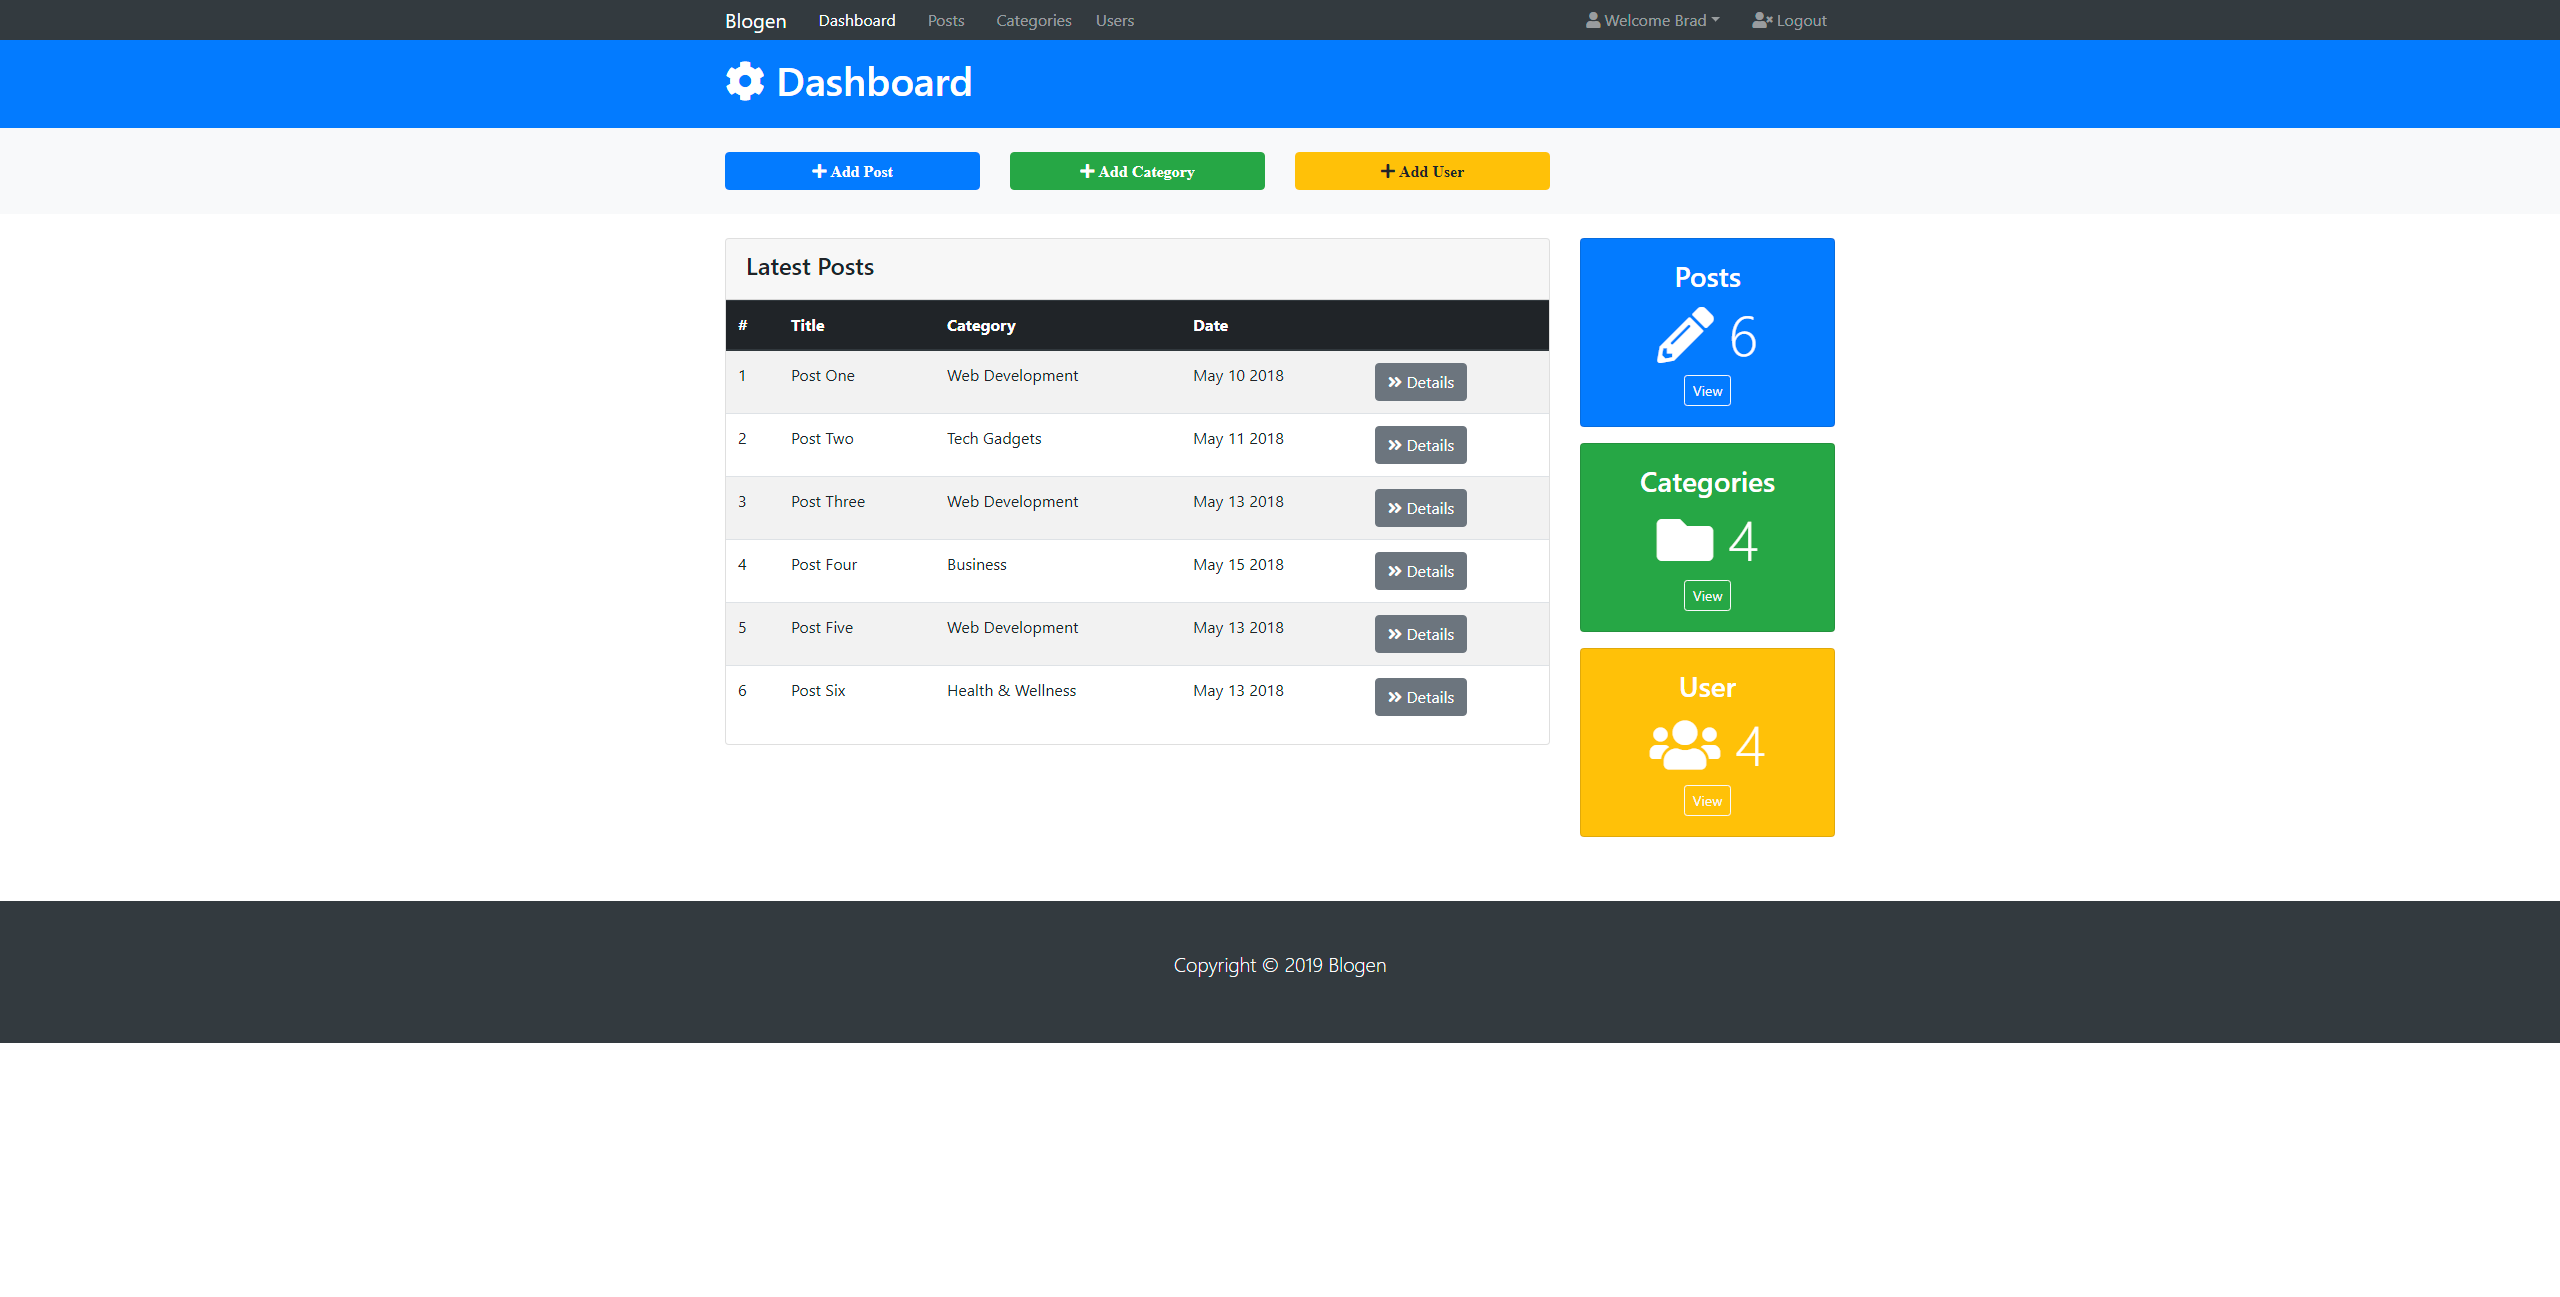 Blogen Dashboard Posts Categories Users Welcome Brad Logout
Dashboard
Add Post Add Category Add User
Latest Posts
# Title Category Date
1 Post One Web Development May 10 2018 Details
2 Post Two Tech Gadgets May 11 2018 Details
3 Post Three Web Development May 13 2018 Details
4 Post Four Business May 15 2018 Details
5 Post Five Web Development May 13 2018 Details
6 Post Six Health & Wellness May 13 2018 Details
Posts
6
View
Categories
4
View
User
4
View
Copyright © 2019 Blogen